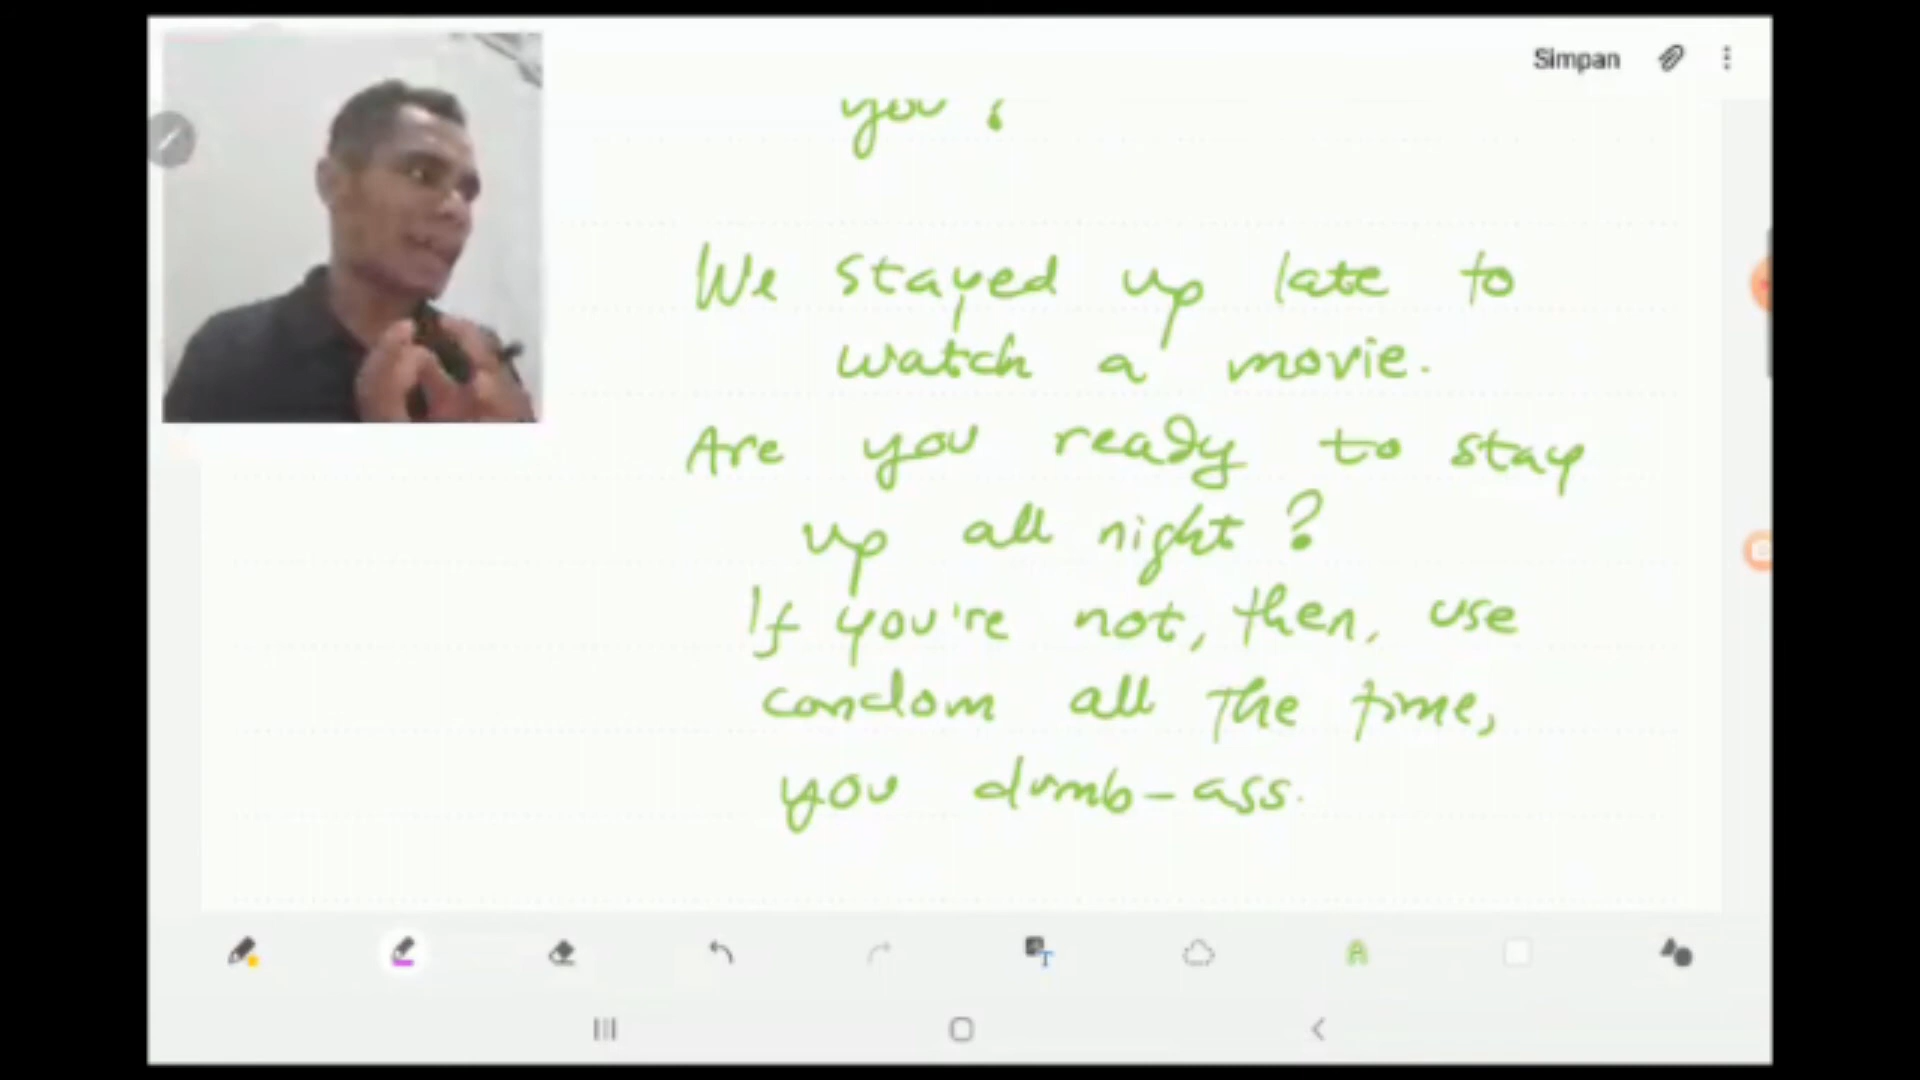 Simpan
you?
We stayed up late to
watch a movie.
Are you ready to stay
up all night?
If you're not, then, use
condom all the time,
you dumb-ass.